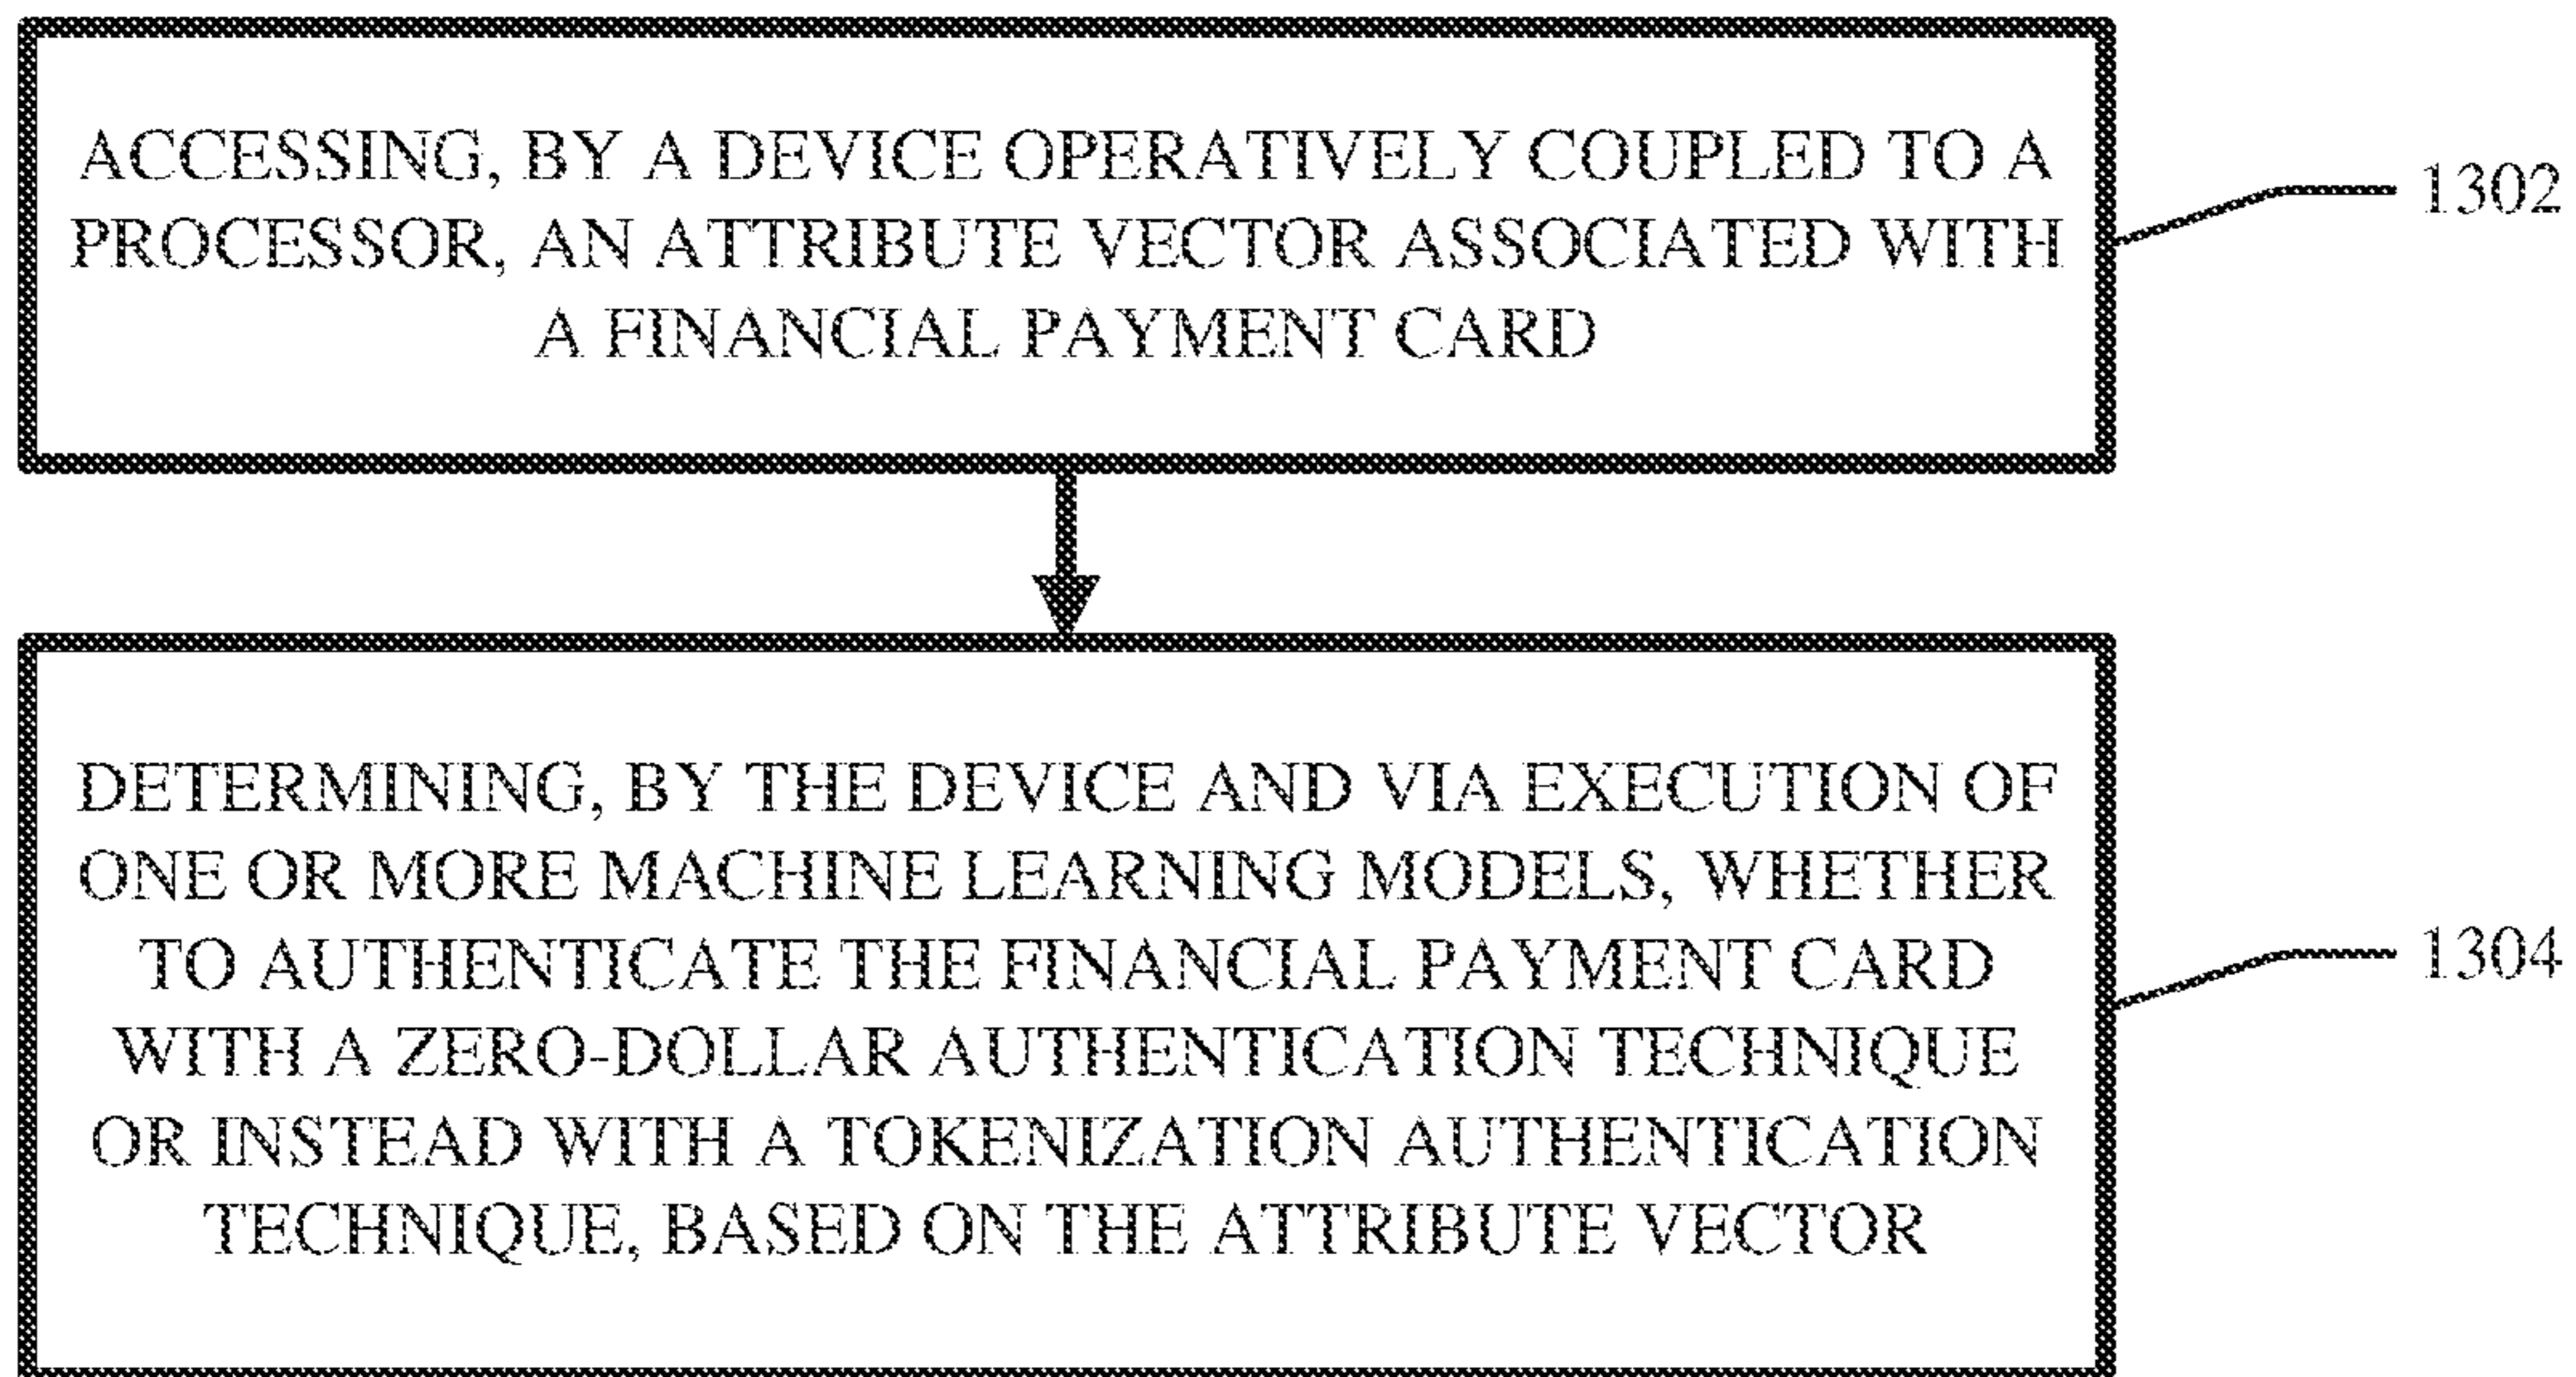 ACCESSING, BY A DEVICE OPERATIVELY COUPLED TO A
PROCESSOR, AN ATTRIBUTE VECTOR ASSOCIATED WITH
A FINANCIAL PAYMENT CARD
1302
DETERMINING, BY THE DEVICE AND VIA EXECUTION OF
ONE OR MORE MACHINE LEARNING MODELS, WHETHER
TO AUTHENTICATE THE FINANCIAL PAYMENT CARD
WITH A ZERO-DOLLAR AUTHENTICATION TECHNIQUE
OR INSTEAD WITH A TOKENIZATION AUTHENTICATION
TECHNIQUE, BASED ON THE ATTRIBUTE VECTOR
1304